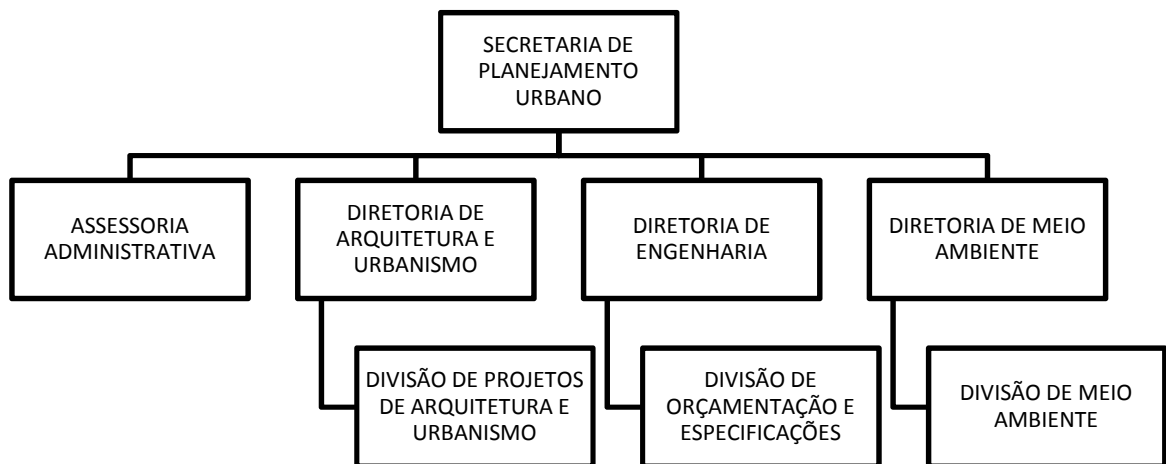 SECRETARIA DE
PLANEJAMENTO
URBANO
ASSESSORIA
ADMINISTRATIVA
DIRETORIA DE
ARQUITETURA E
URBANISMO
DIRETORIA DE
ENGENHARIA
DIRETORIA DE MEIO
AMBIENTE
DIVISÃO DE PROJETOS
DE ARQUITETURA E
URBANISMO
DIVISÃO DE
ORÇAMENTAÇÃO E
ESPECIFICAÇÕES
DIVISÃO DE MEIO
AMBIENTE